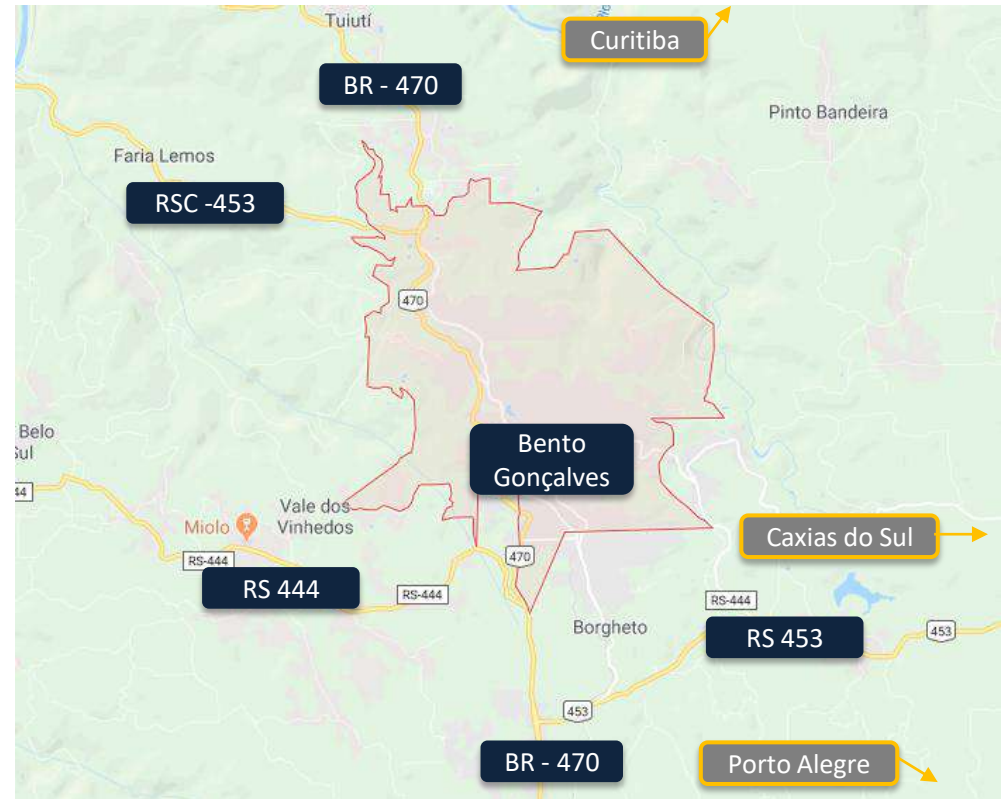 Tuiutí
Curitiba
BR - 470
Pinto Bandeira
Faria Lemos
RSC -453
470
Bento
Gonçalves
Belo
Sul
44
Vale dos
Vinhedos
Miolo
Caxias do Sul
RS-444
470
RS 444
RS-444
RS-444
Borgheto
RS 453
453
453
BR - 470
Porto Alegre